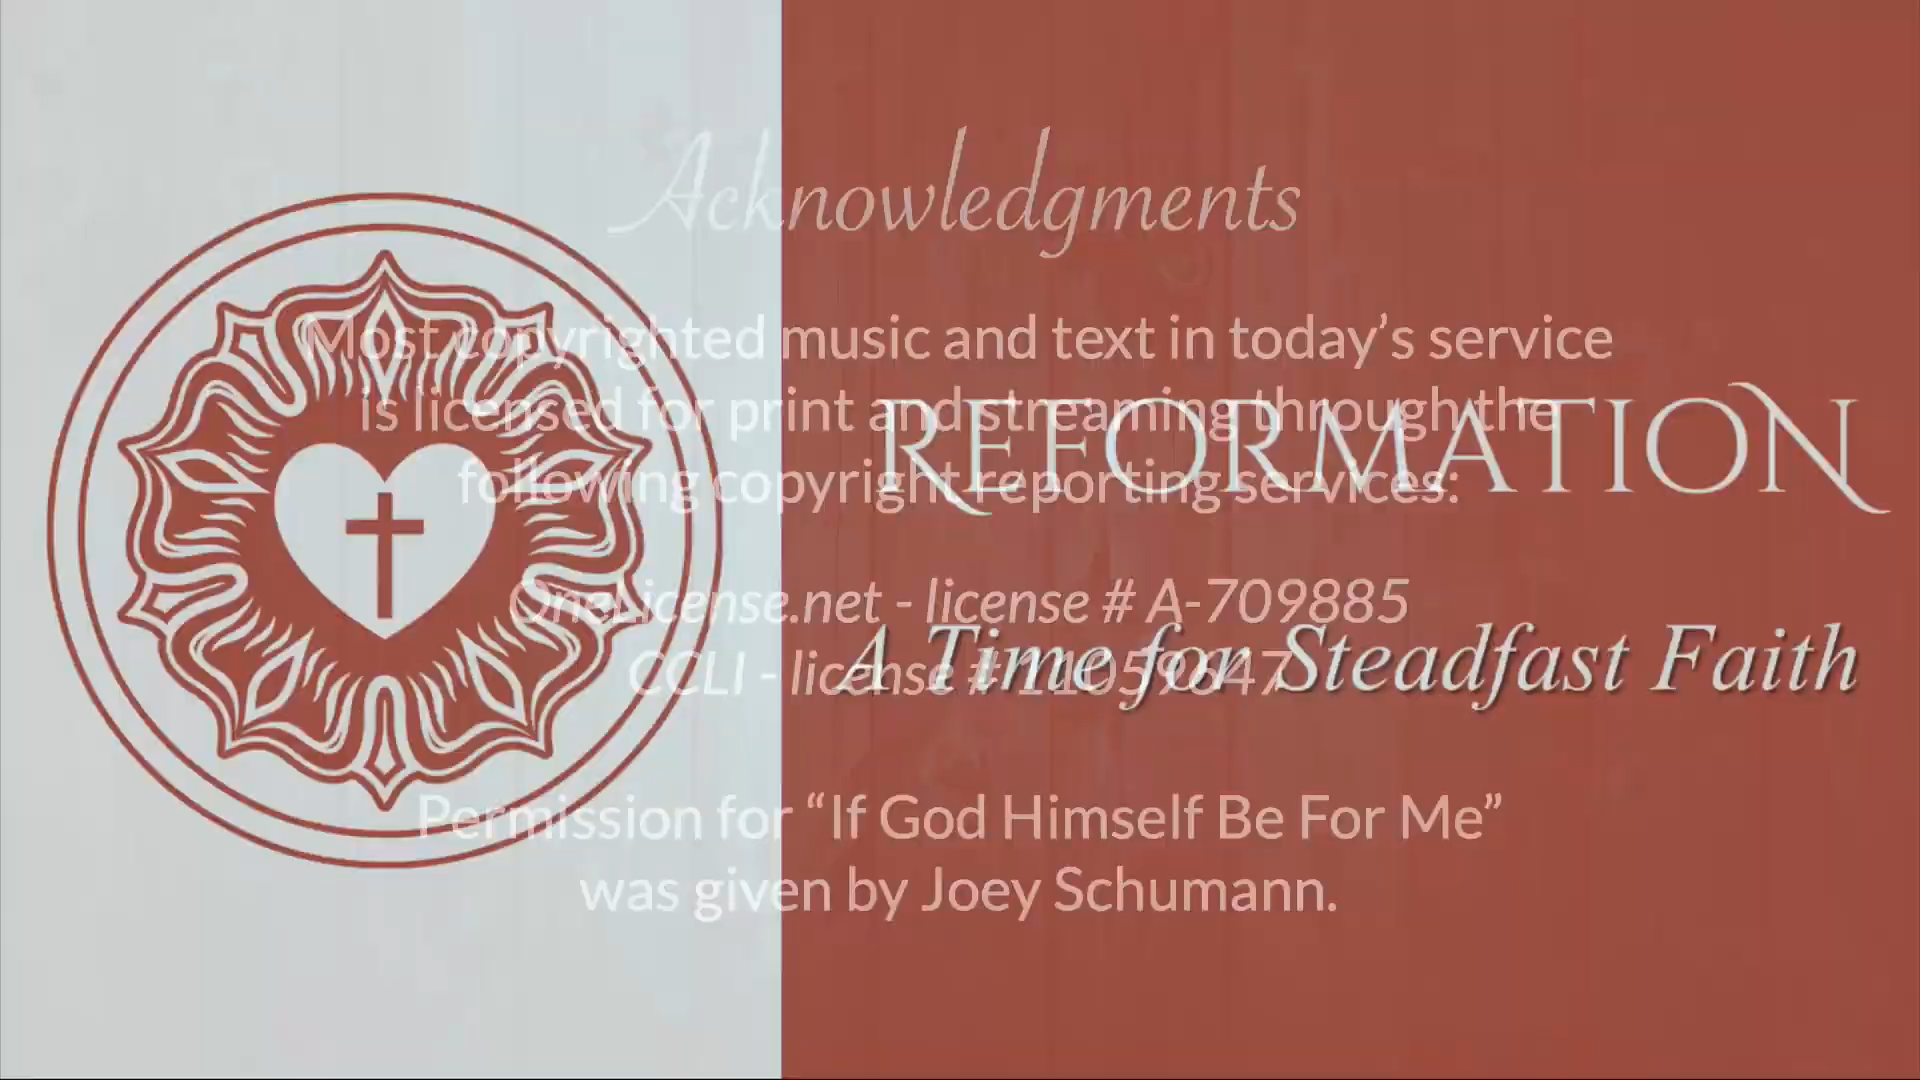 Acknowledgments
Most copyrighted music and text in today’s service
is licensed for print and streaming through the
following copyright reporting services:
OneLicense.net - license # A-709885
CCLI - license #
Permission for “If God Himself Be For Me”
was given by Joey Schumann.
REFORMATION
A Time for Steadfast Faith